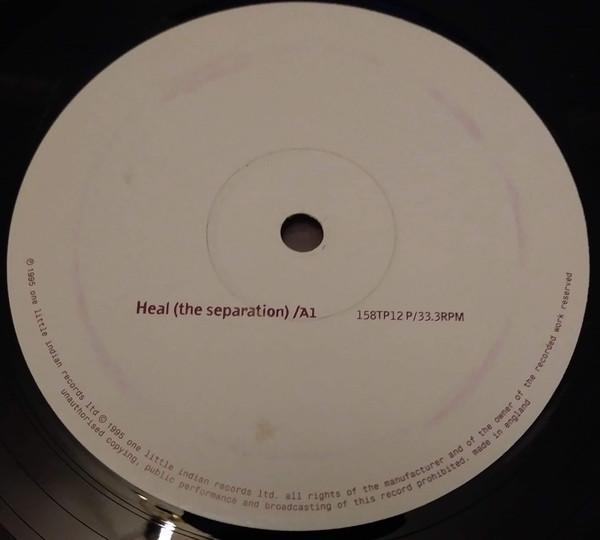 Heal (the separation) /A1
158TP12 P/33.3RPM
℗ 1995 one little indian records ltd © 1995 one little indian records ltd. all rights of the manufacturer and of the owner of the recorded work reserved
unauthorised copying, public performance and broadcasting of this record prohibited. made in england